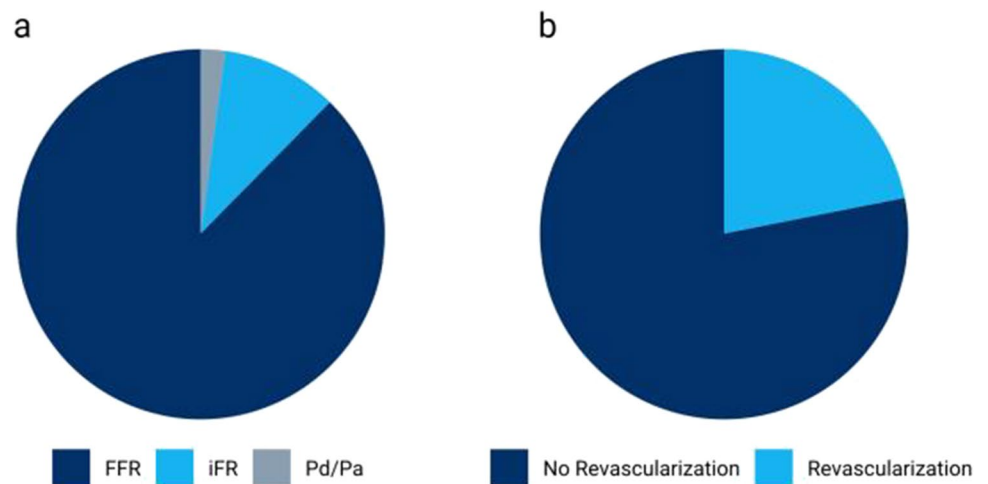 a
b
FFR iFR Pd/Pa
No Revascularization Revascularization